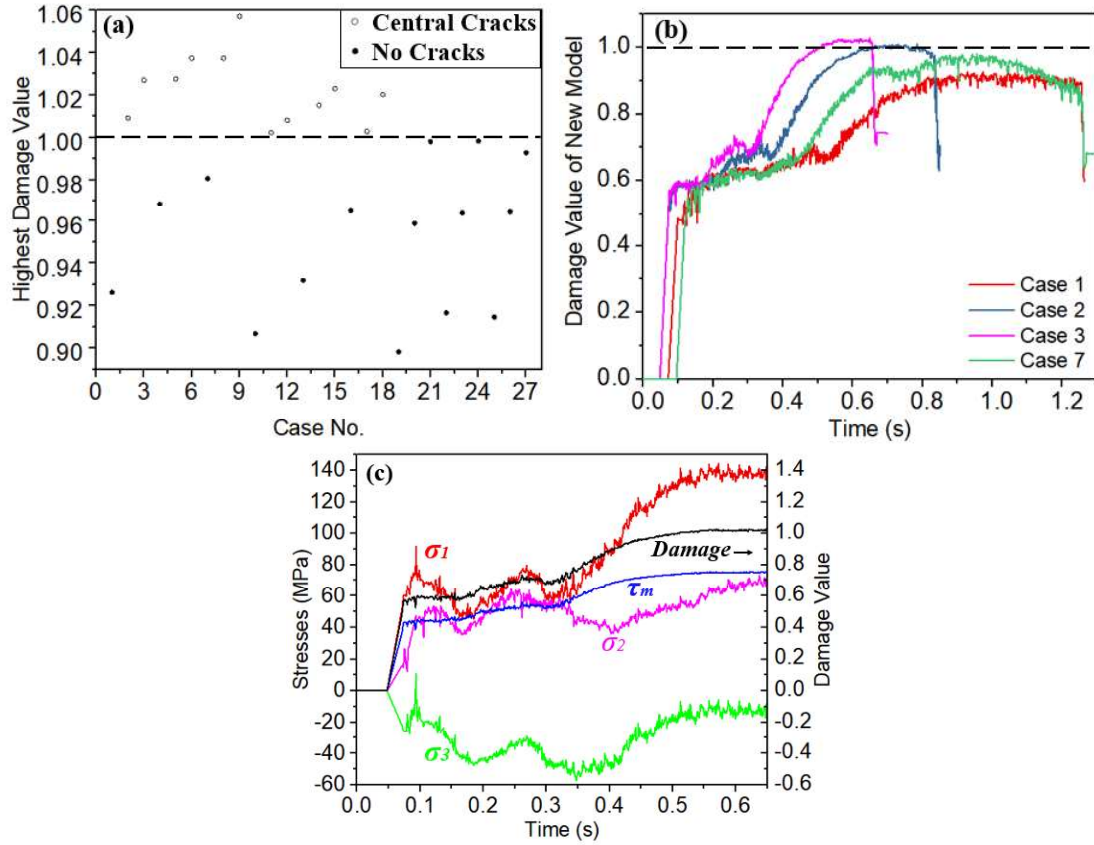 (a)
Central Cracks
No Cracks
Highest Damage Value
1.06
1.04
1.02
1.00
0.98
0.96
0.94
0.92
0.90
0 3 6 9 12 15 18 21 24 27
Case No.
(b)
Damage Value of New Model
1.0
0.8
0.6
0.4
0.2
0.0
Case 1
Case 2
Case 3
Case 7
0.0 0.2 0.4 0.6 0.8 1.0 1.2
Time (s)
(c)
Stresses (MPa)
140
120
100
80
60
40
20
0
-20
-40
-60
σ1
Damage →
τm
σ2
σ3
1.4
1.2
1.0
0.8
0.6
0.4
0.2
0.0
-0.2
-0.4
-0.6
Damage Value
0.0 0.1 0.2 0.3 0.4 0.5 0.6
Time (s)